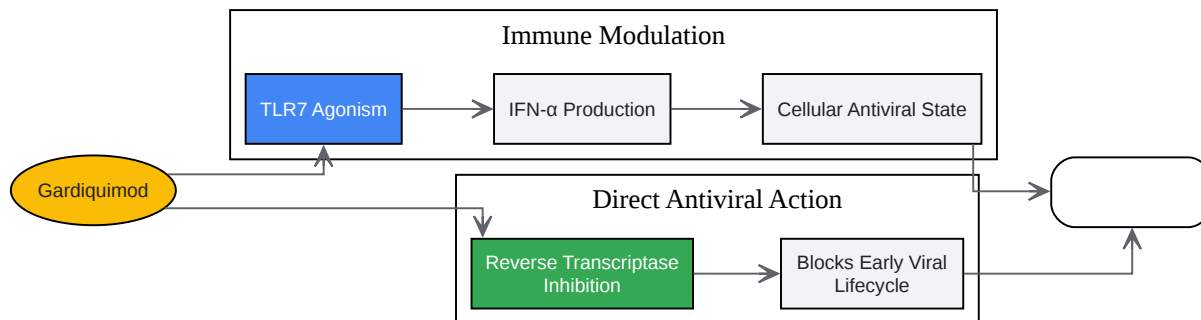 Immune Modulation
TLR7 Agonism
IFN-α Production
Cellular Antiviral State
Gardiquimod
Direct Antiviral Action
Reverse Transcriptase
Inhibition
Blocks Early Viral
Lifecycle